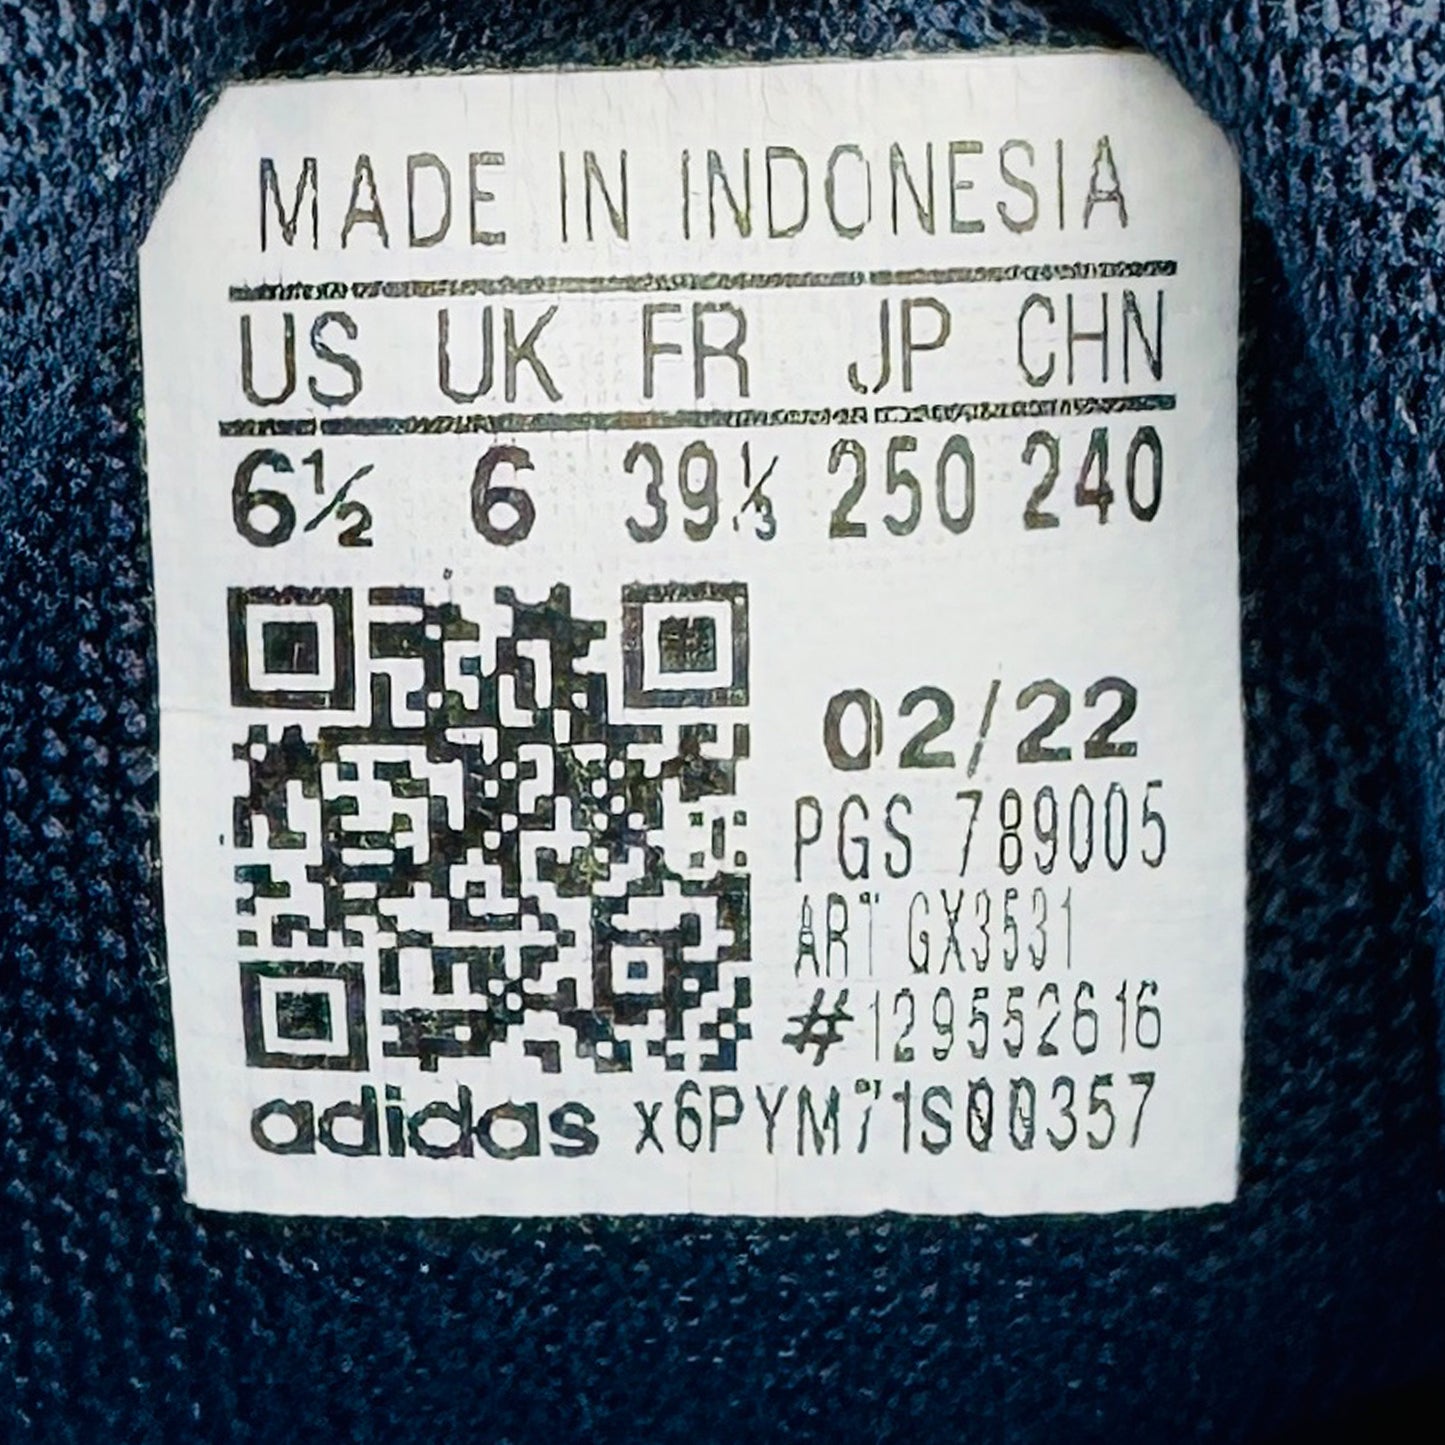 MADE IN INDONESIA
US UK FR JP CHN
6½ 6 39⅓ 250 240
02/22
PGS 789005
ART GX3531
#129552616
adidas x6PYM71S00357